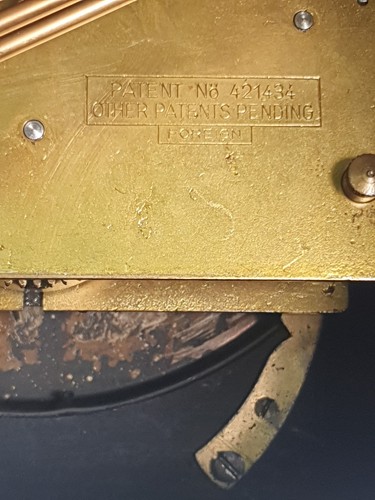 PATENT No 421434
OTHER PATENTS PENDING
FOREIGN